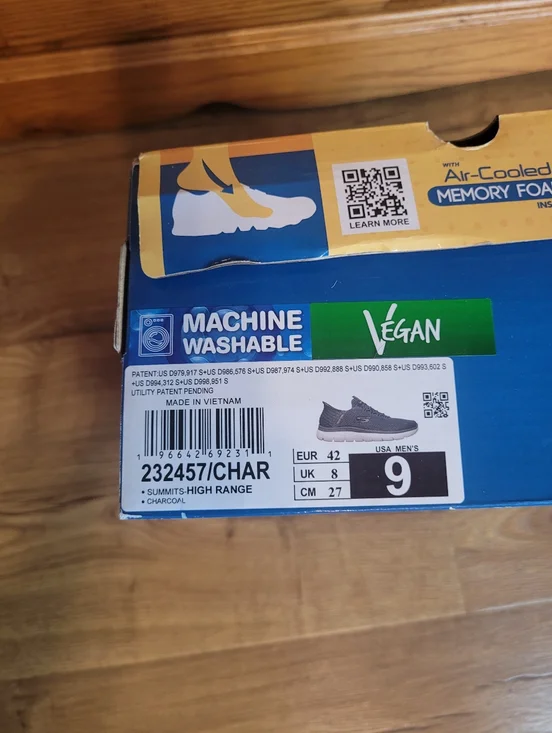 LEARN MORE
WITH
Air-Cooled
MEMORY FOA
INS
MACHINE
WASHABLE
VEGAN
PATENT:US D979,917 S+US D986,576 S+US D987,974 S+US D992,888 S+US D990,858 S+US D993,602 S
+US D994,312 S+US D998,951 S
UTILITY PATENT PENDING
MADE IN VIETNAM
1 96642 69231 1
232457/CHAR
• SUMMITS-HIGH RANGE
• CHARCOAL
EUR 42
UK 8
CM 27
USA MEN'S
9